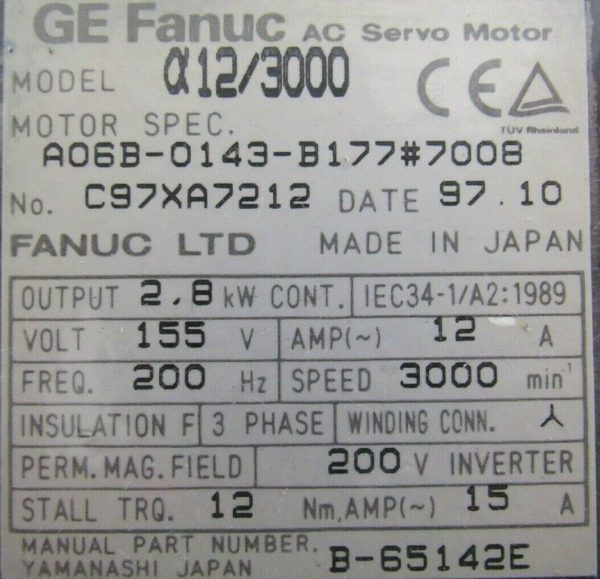 GE Fanuc AC Servo Motor
MODEL α12/3000
CE TÜV Rheinland
MOTOR SPEC.
A06B-0143-B177#7008
No. C97XA7212 DATE 97.10
FANUC LTD MADE IN JAPAN
OUTPUT 2.8 kW CONT. IEC34-1/A2:1989
VOLT 155 V AMP(~) 12 A
FREQ. 200 Hz SPEED 3000 min⁻¹
INSULATION F 3 PHASE WINDING CONN. ⅄
PERM.MAG.FIELD 200 V INVERTER
STALL TRQ. 12 Nm,AMP(~) 15 A
MANUAL PART NUMBER. B-65142E
YAMANASHI JAPAN